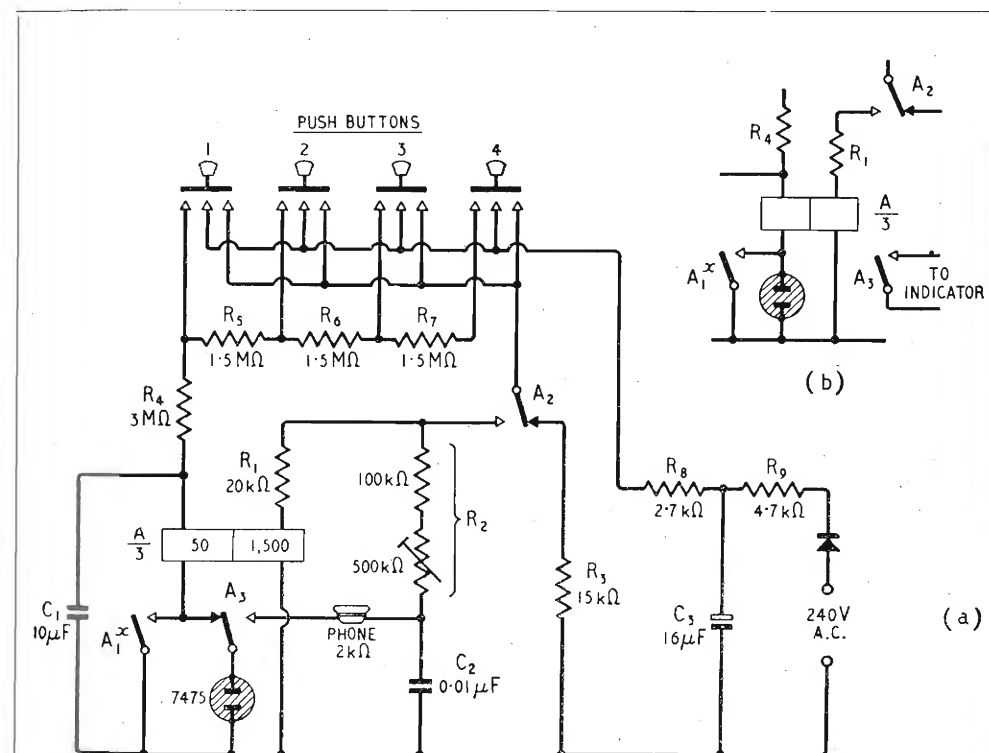 PUSH BUTTONS
1 2 3 4
R5
1·5MΩ
R6
1·5MΩ
R7
1·5MΩ
R4
3MΩ
A2
R1
20kΩ
100kΩ
500kΩ
R2
A/3
50
1,500
A3
C1
10μF
A1x
PHONE
2kΩ
C2
0·01μF
7475
R3
15kΩ
R8
2·7kΩ
R9
4·7kΩ
C3
16μF
240V
A.C.
(a)
A2
R4
R1
A/3
A1x
A3
TO
INDICATOR
(b)